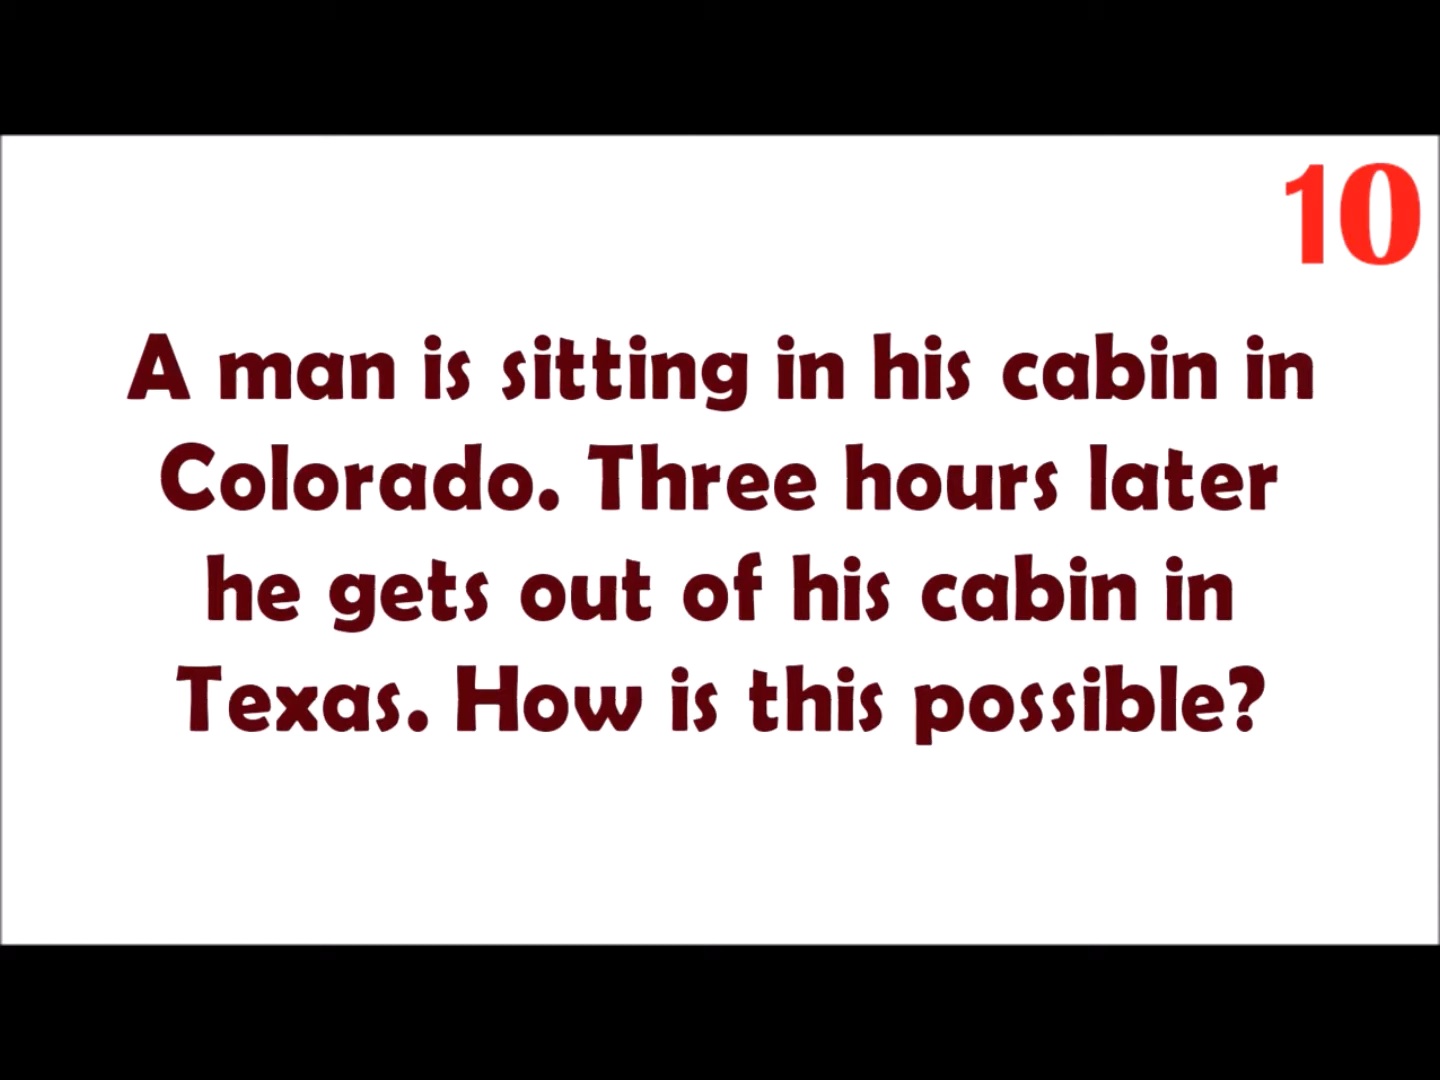 10
A man is sitting in his cabin in
Colorado. Three hours later
he gets out of his cabin in
Texas. How is this possible?